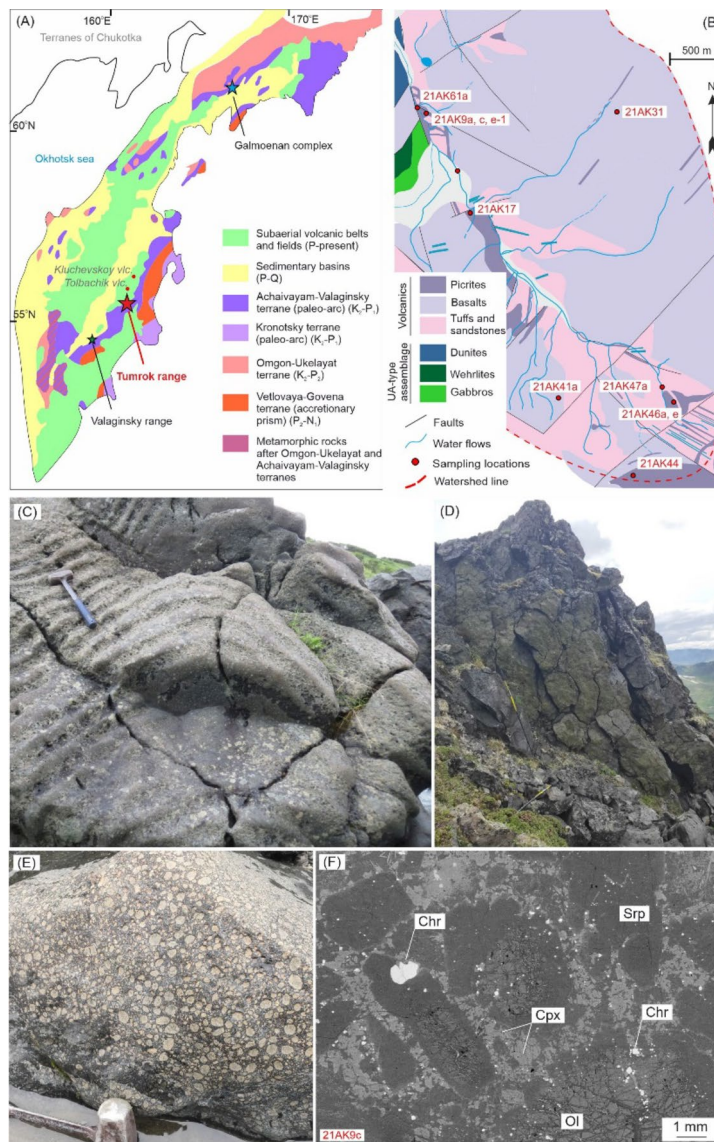 (A)
160°E
170°E
Terranes of Chukotka
60°N
Galmoenan complex
Okhotsk sea
Kluchevskoy vlc.
Tolbachik vlc.
55°N
Tumrok range
Valaginsky range
Subaerial volcanic belts
and fields (P-present)
Sedimentary basins
(P-Q)
Achaivayam-Valaginsky
terrane (paleo-arc) (K₂-P₁)
Kronotsky terrane
(paleo-arc) (K₂-P₁)
Omgon-Ukelayat
terrane (K₂-P₂)
Vetlovaya-Govena
terrane (accretionary
prism) (P₂-N₁)
Metamorphic rocks
after Omgon-Ukelayat and
Achaivayam-Valaginsky
terranes
(B)
500 m
N
21AK61a
21AK9a, c, e-1
21AK31
21AK17
21AK41a
21AK47a
21AK46a, e
21AK44
Volcanics
Picrites
Basalts
Tuffs and
sandstones
UA-type
assemblage
Dunites
Wehrlites
Gabbros
Faults
Water flows
Sampling locations
Watershed line
(C)
(D)
(E)
(F)
Chr
Srp
Cpx
Chr
Ol
1 mm
21AK9c